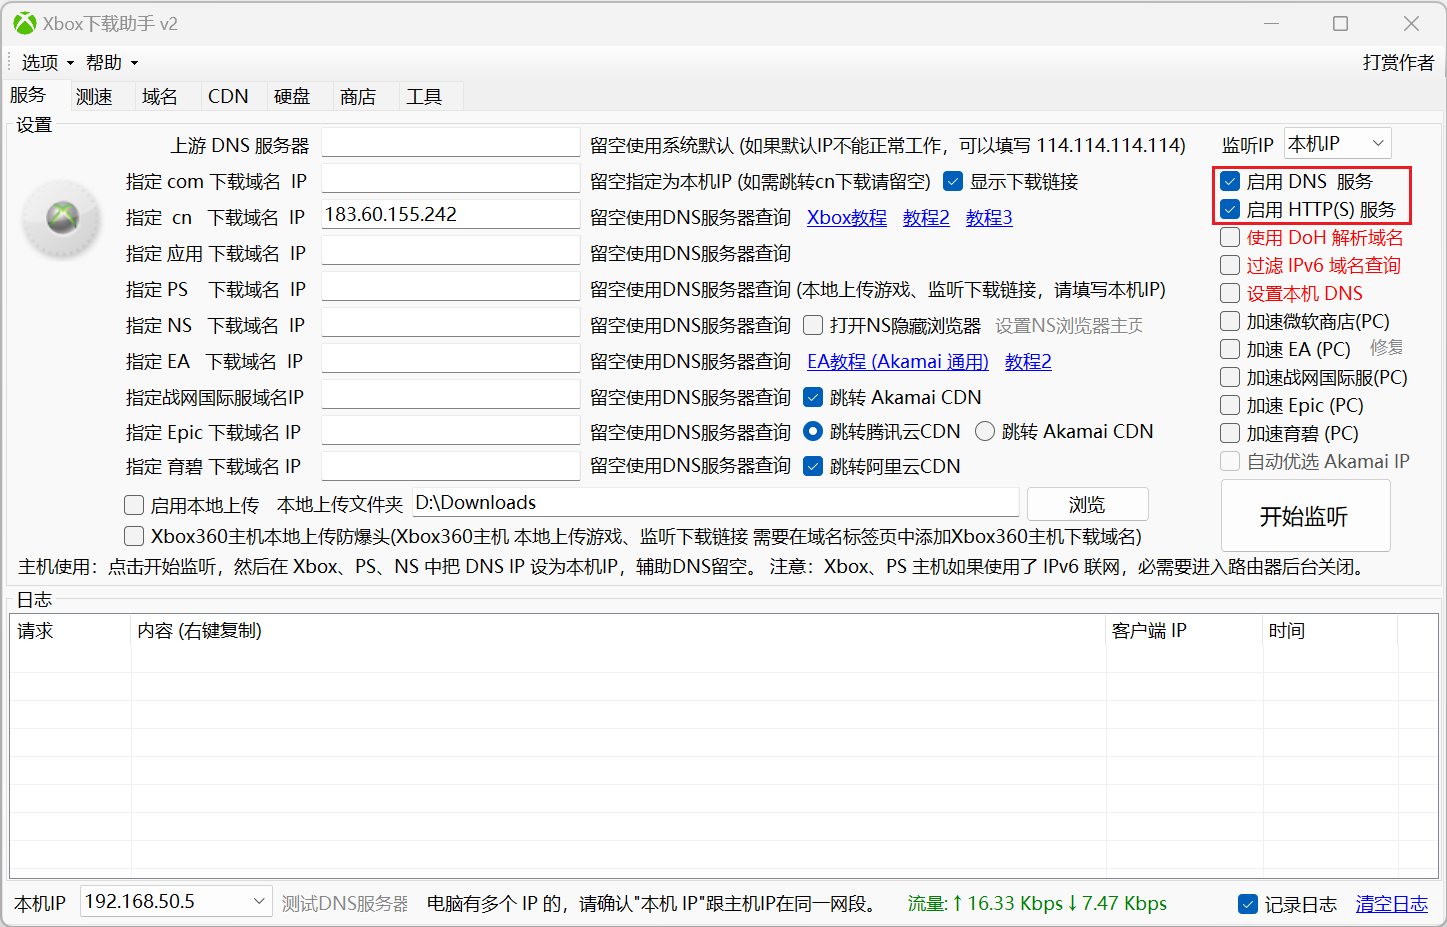 Xbox下载助手 v2
选项 帮助 打赏作者
服务 测速 域名 CDN 硬盘 商店 工具
设置
上游 DNS 服务器 留空使用系统默认 (如果默认IP不能正常工作，可以填写 114.114.114.114) 监听IP 本机IP
指定 com 下载域名 IP 留空指定为本机IP (如需跳转cn下载请留空) 显示下载链接 启用 DNS 服务
指定 cn 下载域名 IP 183.60.155.242 留空使用DNS服务器查询 Xbox教程 教程2 教程3 启用 HTTP(S) 服务
使用 DoH 解析域名
指定 应用 下载域名 IP 留空使用DNS服务器查询 过滤 IPv6 域名查询
指定 PS 下载域名 IP 留空使用DNS服务器查询 (本地上传游戏、监听下载链接，请填写本机IP) 设置本机 DNS
指定 NS 下载域名 IP 留空使用DNS服务器查询 打开NS隐藏浏览器 设置NS浏览器主页 加速微软商店(PC)
加速 EA (PC) 修复
指定 EA 下载域名 IP 留空使用DNS服务器查询 EA教程 (Akamai 通用) 教程2
加速战网国际服(PC)
指定战网国际服域名IP 留空使用DNS服务器查询 跳转 Akamai CDN 加速 Epic (PC)
指定 Epic 下载域名 IP 留空使用DNS服务器查询 跳转腾讯云CDN 跳转 Akamai CDN 加速育碧 (PC)
指定 育碧 下载域名 IP 留空使用DNS服务器查询 跳转阿里云CDN 自动优选 Akamai IP
启用本地上传 本地上传文件夹 D:\Downloads 浏览 开始监听
Xbox360主机本地上传防爆头(Xbox360主机 本地上传游戏、监听下载链接 需要在域名标签页中添加Xbox360主机下载域名)
主机使用：点击开始监听，然后在 Xbox、PS、NS 中把 DNS IP 设为本机IP，辅助DNS留空。 注意：Xbox、PS 主机如果使用了 IPv6 联网，必需要进入路由器后台关闭。
日志
请求 内容 (右键复制) 客户端 IP 时间
本机IP 192.168.50.5 测试DNS服务器 电脑有多个 IP 的，请确认"本机 IP"跟主机IP在同一网段。 流量:↑16.33 Kbps↓7.47 Kbps 记录日志 清空日志